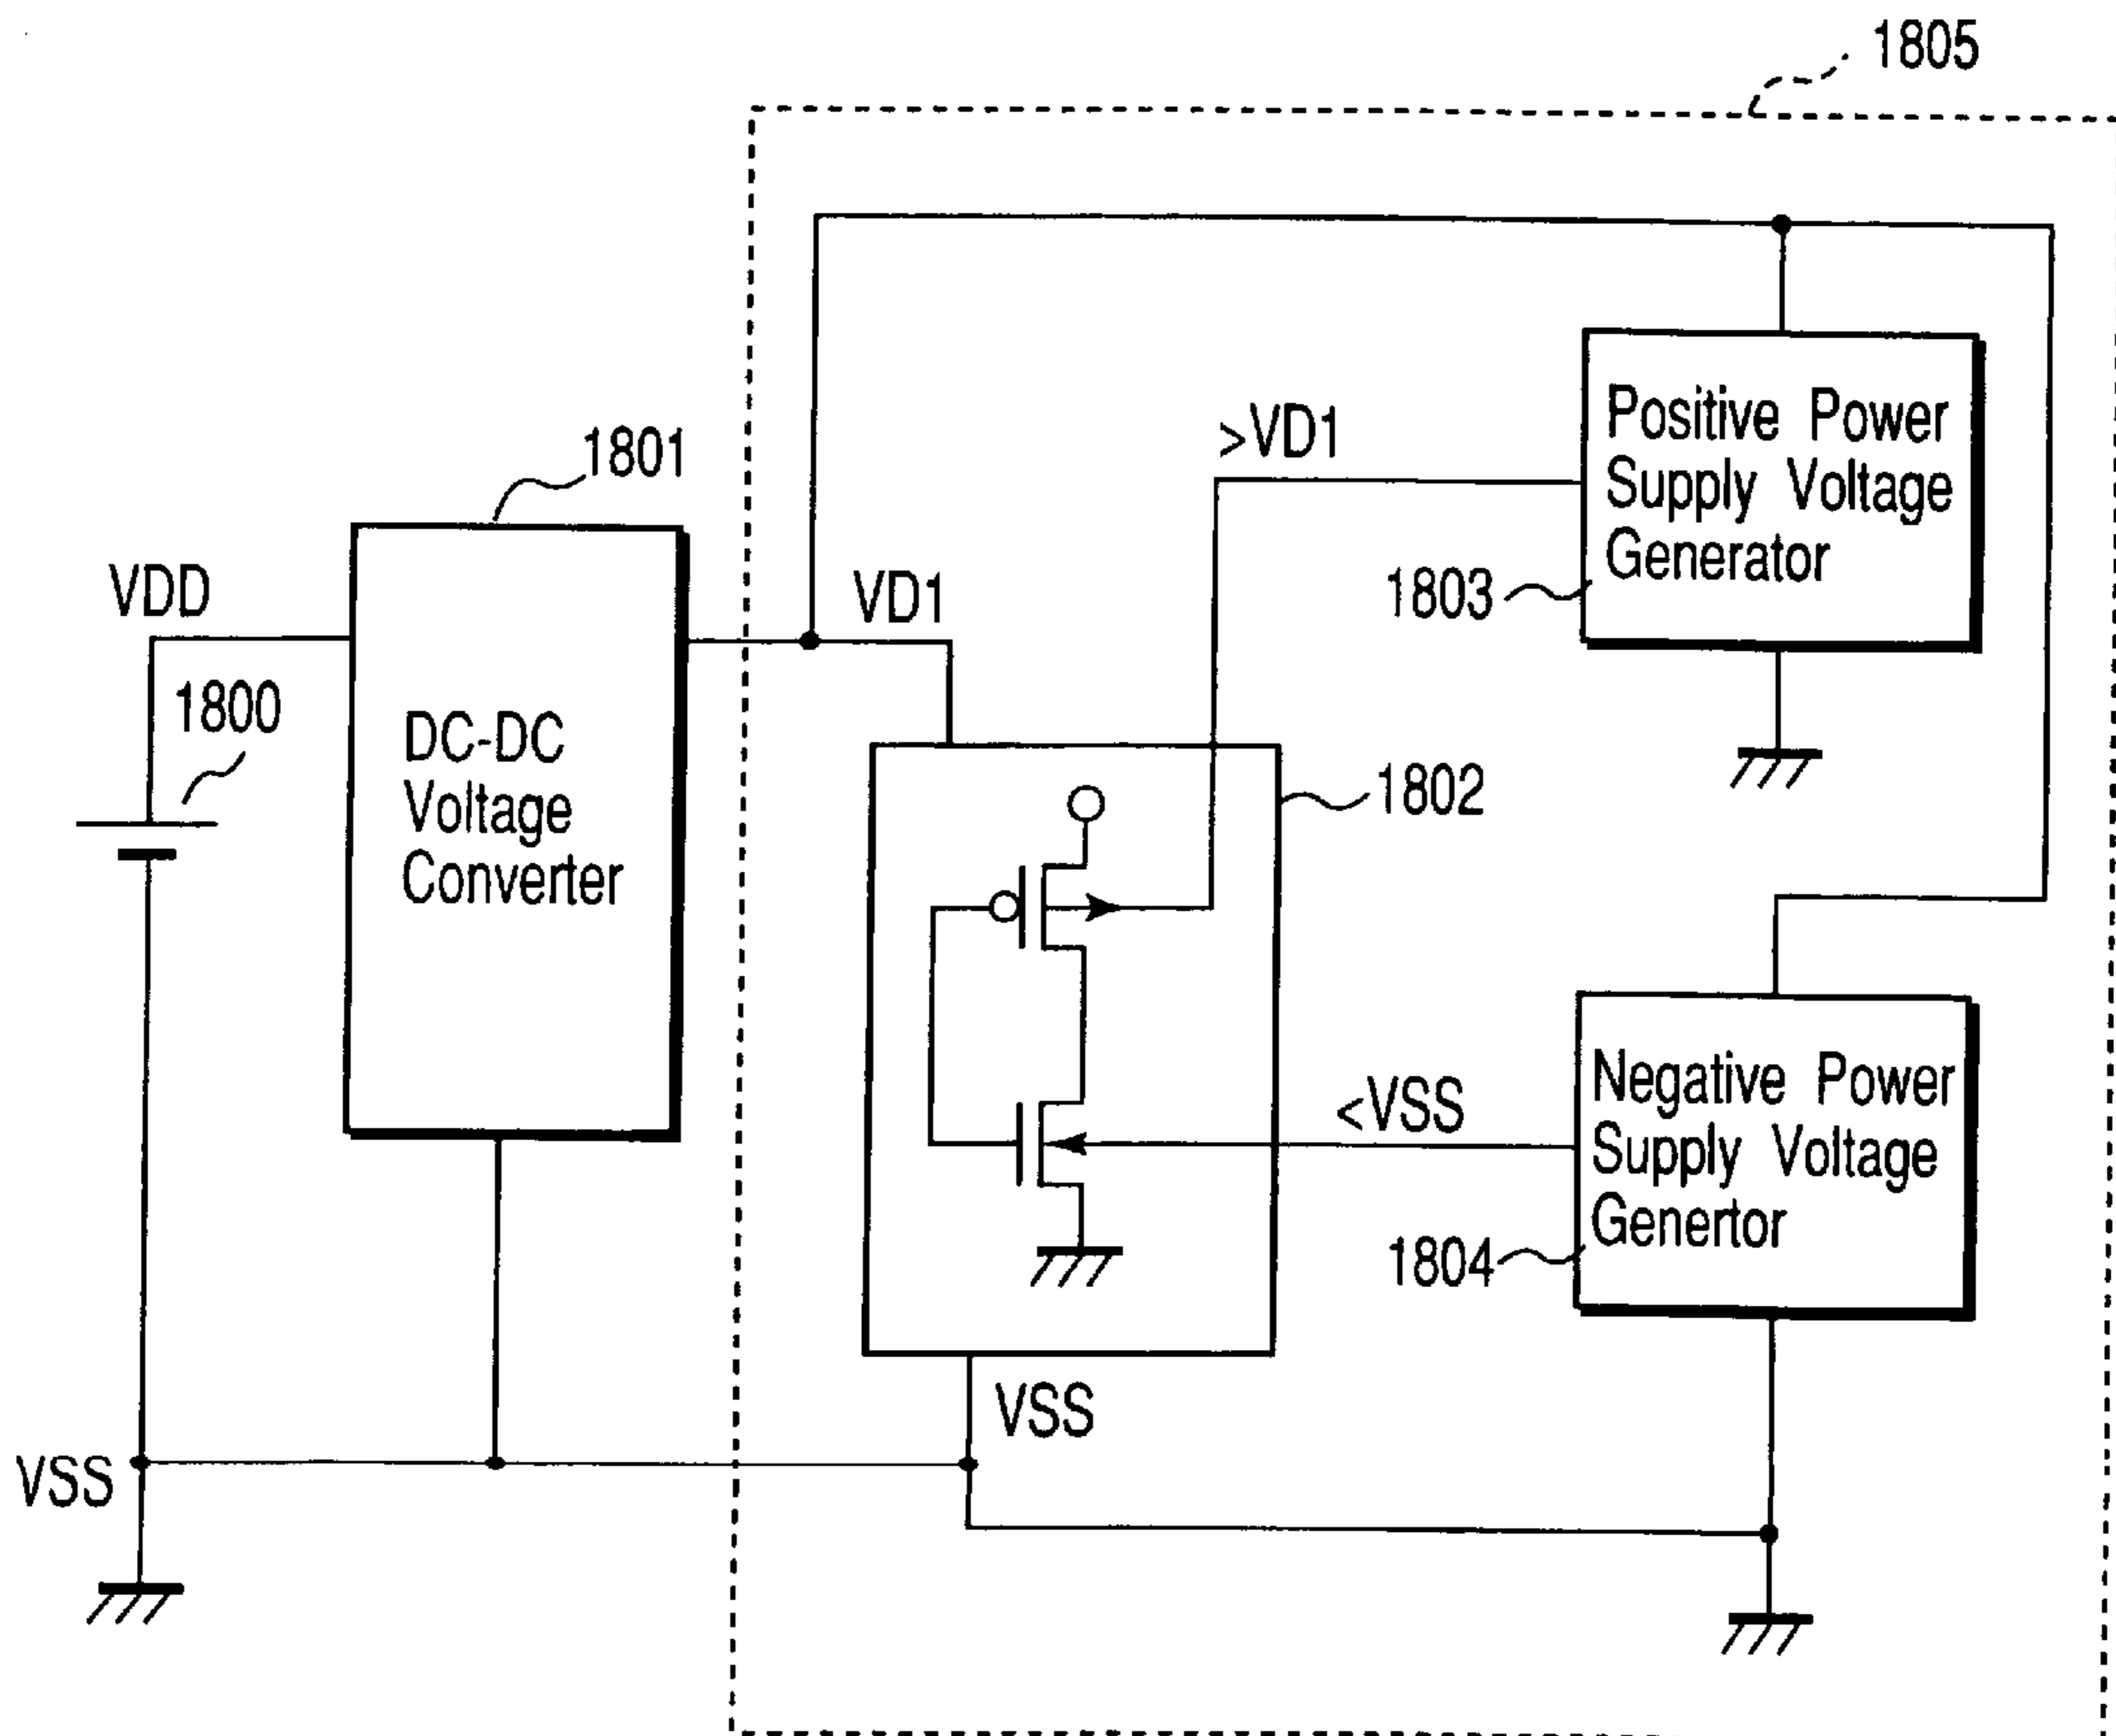 1805
Positive Power
Supply Voltage
Generator
1803
>VD1
1801
VDD
VD1
1800
DC-DC
Voltage
Converter
1802
Negative Power
Supply Voltage
Genertor
1804
<VSS
VSS
VSS